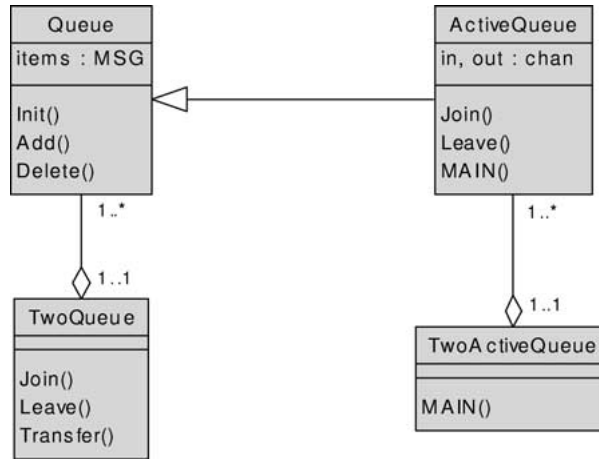 Queue
items : MSG
Init()
Add()
Delete()
ActiveQueue
in, out : chan
Join()
Leave()
MAIN()
1..*
1..1
1..*
1..1
TwoQueue
Join()
Leave()
Transfer()
TwoActiveQueue
MAIN()